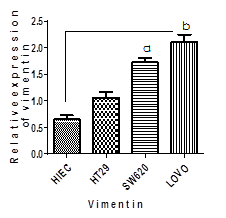 Relative expression
of vimentin
2.5
2.0
1.5
1.0
0.5
0.0
a
b
HIEC
HT29
SW620
LOVO
Vimentin